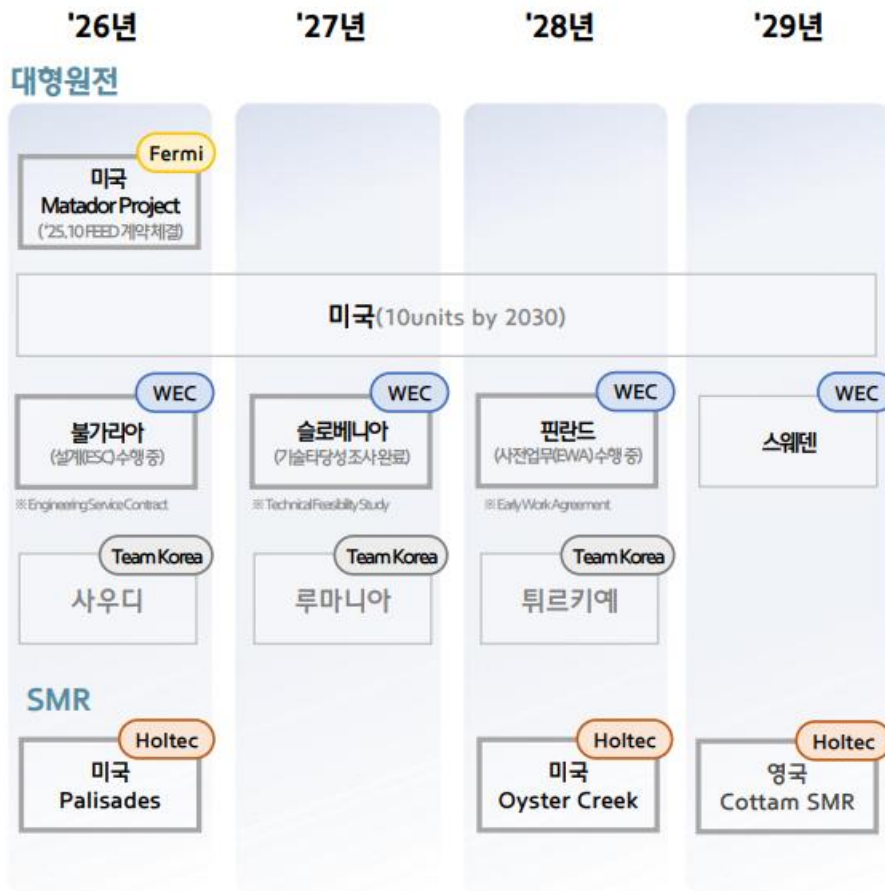 '26년 '27년 '28년 '29년
대형원전
Fermi
미국
Matador Project
('25.10 FEED 계약 체결)
미국(10units by 2030)
WEC WEC WEC WEC
불가리아 슬로베니아 핀란드 스웨덴
(설계(ESC) 수행 중) (기술타당성 조사 완료) (사전업무(EWA) 수행 중)
※ Engineering Service Contract ※ Technical Feasibility Study ※ Early Work Agreement
Team Korea Team Korea Team Korea
사우디 루마니아 튀르키예
SMR
Holtec Holtec Holtec
미국 미국 영국
Palisades Oyster Creek Cottam SMR